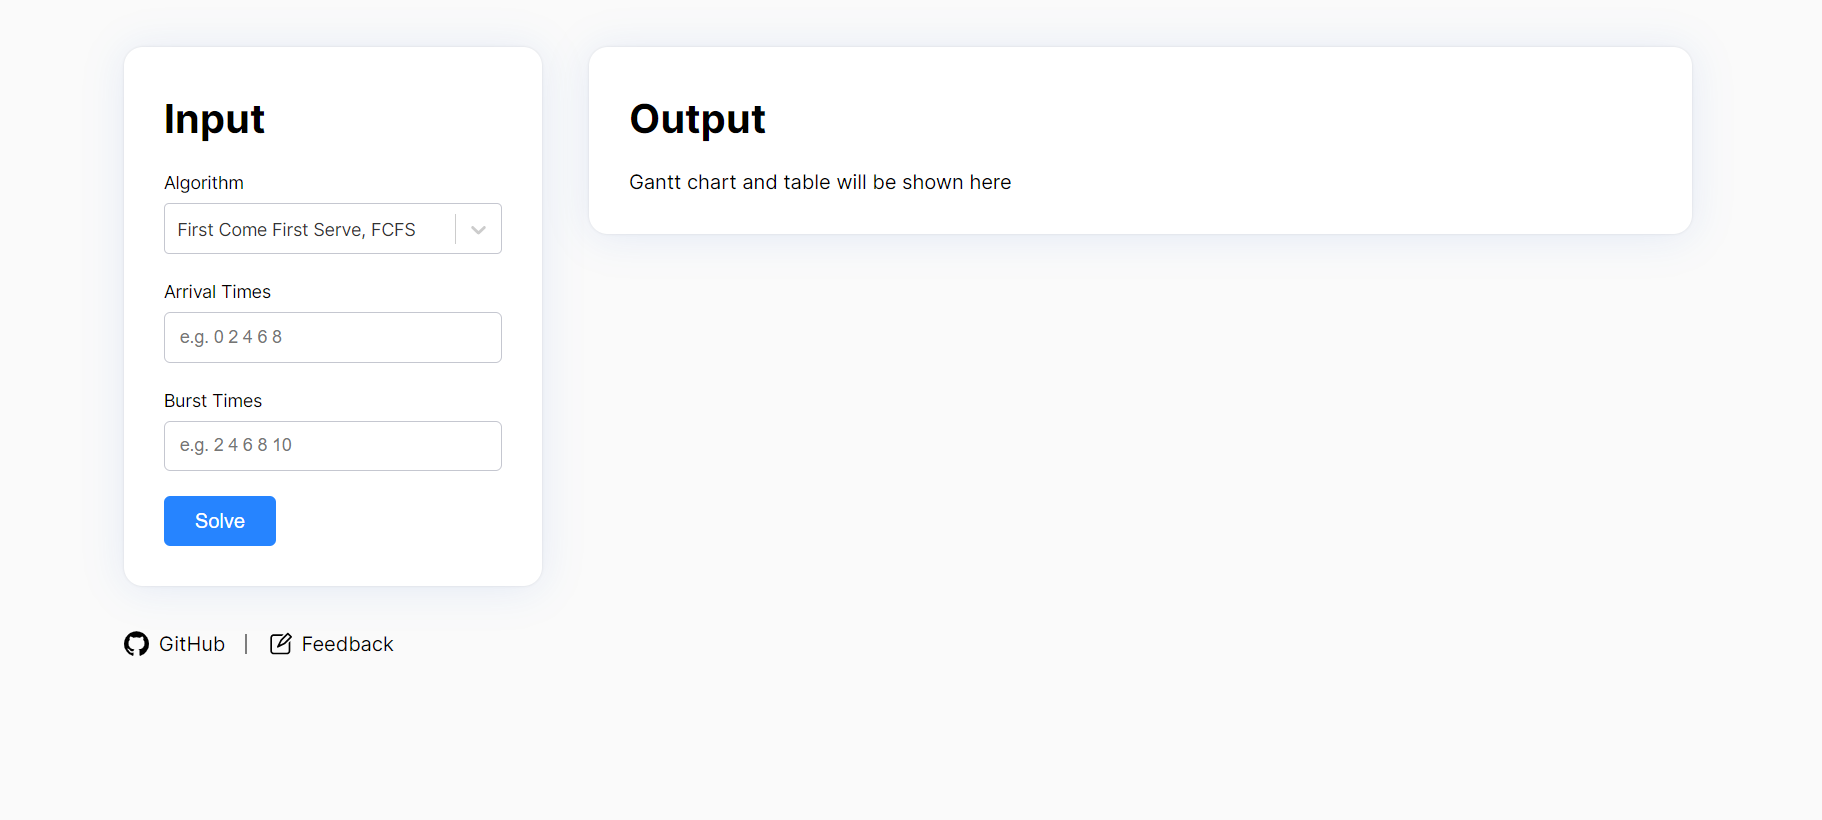 Input
Algorithm
First Come First Serve, FCFS
Arrival Times
e.g. 0 2 4 6 8
Burst Times
e.g. 2 4 6 8 10
Solve
Output
Gantt chart and table will be shown here
GitHub | Feedback